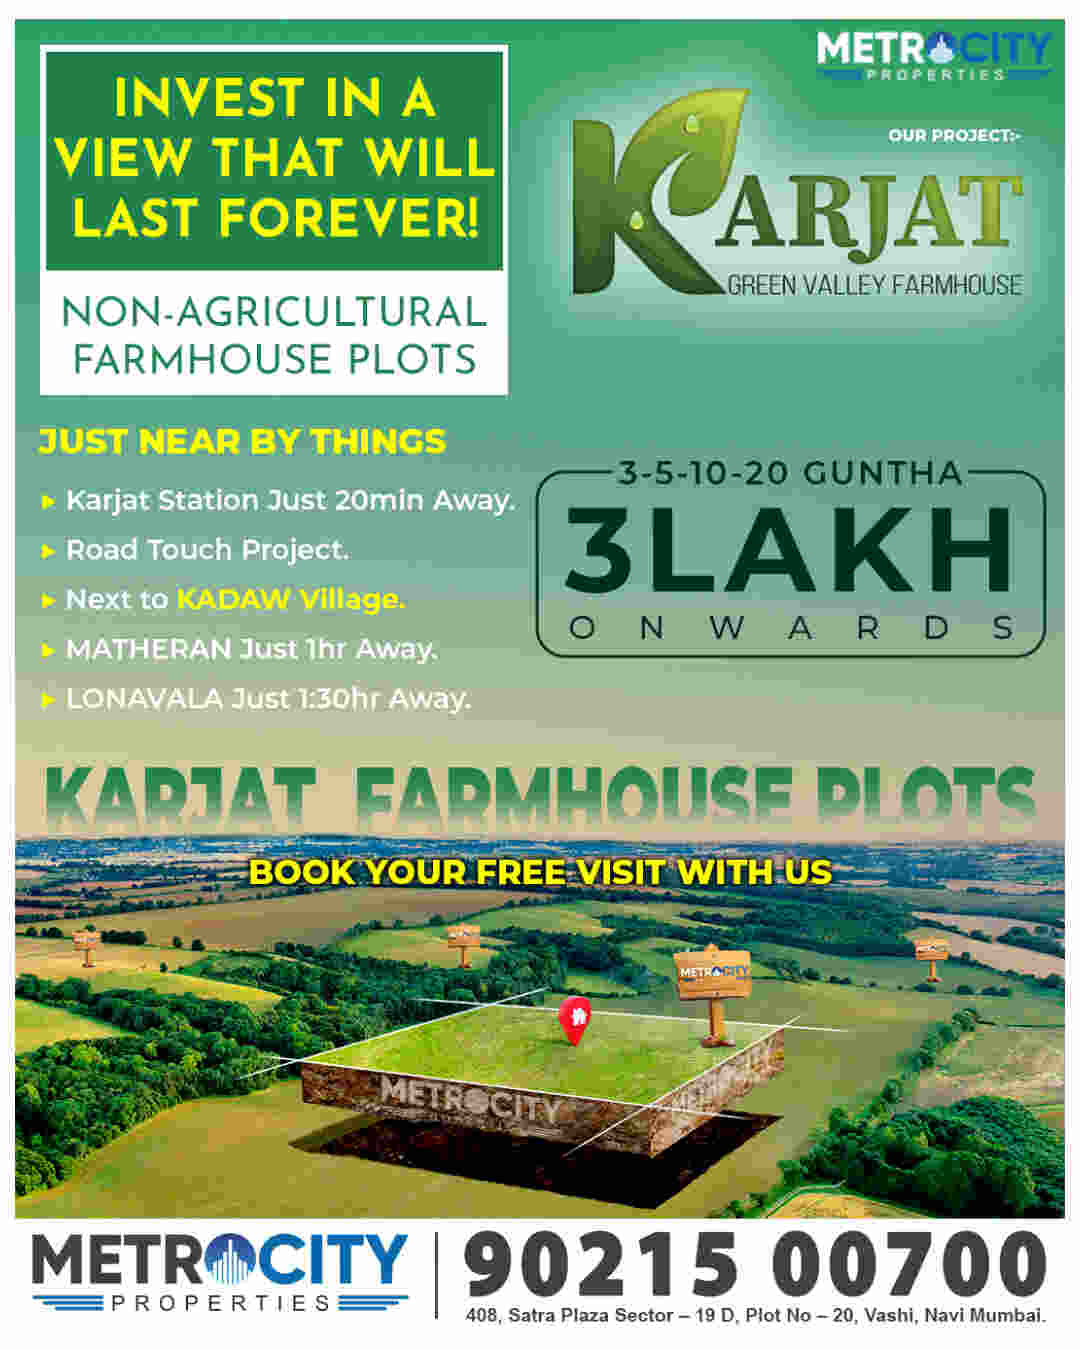 INVEST IN A
VIEW THAT WILL
LAST FOREVER!
NON-AGRICULTURAL
FARMHOUSE PLOTS
METROCITY
PROPERTIES
OUR PROJECT:-
KARJAT
GREEN VALLEY FARMHOUSE
JUST NEAR BY THINGS
Karjat Station Just 20min Away.
Road Touch Project.
Next to KADAW Village.
MATHERAN Just 1hr Away.
LONAVALA Just 1:30hr Away.
3-5-10-20 GUNTHA
3LAKH
ONWARDS
KARJAT FARMHOUSE PLOTS
BOOK YOUR FREE VISIT WITH US
METROCITY
METROCITY
METROCITY
PROPERTIES
90215 00700
408, Satra Plaza Sector – 19 D, Plot No – 20, Vashi, Navi Mumbai.